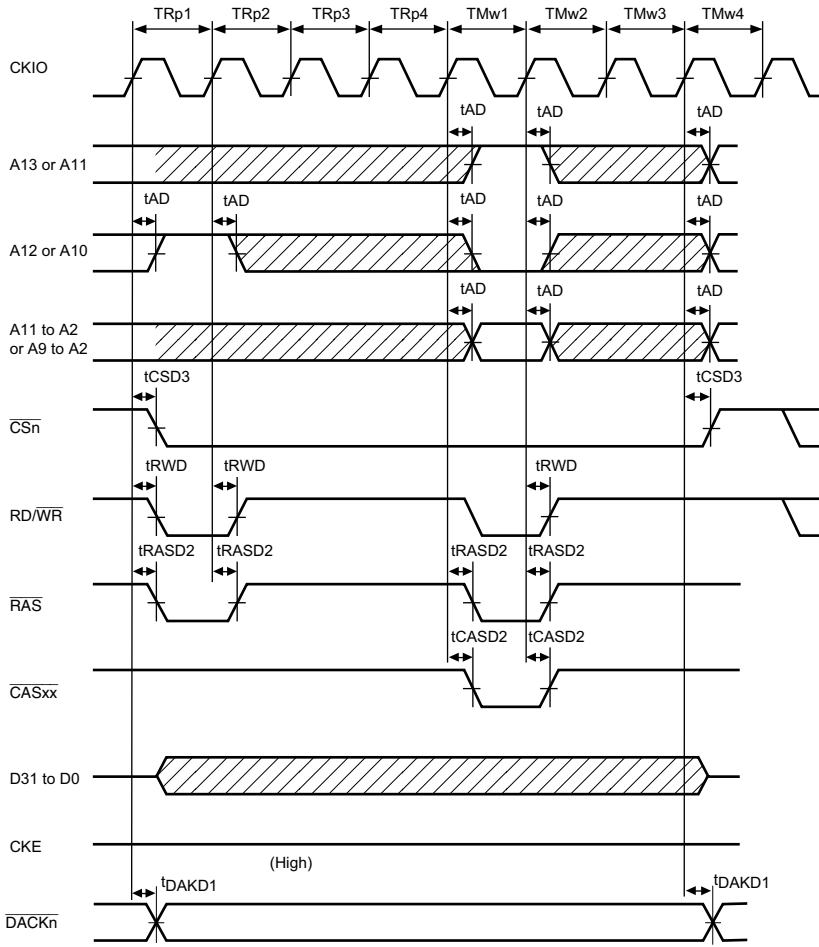 TRp1 TRp2 TRp3 TRp4 TMw1 TMw2 TMw3 TMw4
CKIO
tAD tAD tAD
A13 or A11
tAD tAD tAD tAD tAD
A12 or A10
tAD tAD tAD
A11 to A2
or A9 to A2
tCSD3 tCSD3
CSn
tRWD tRWD tRWD
RD/WR
tRASD2 tRASD2 tRASD2 tRASD2
RAS
tCASD2 tCASD2
CASxx
D31 to D0
CKE
(High)
tDAKD1 tDAKD1
DACKn